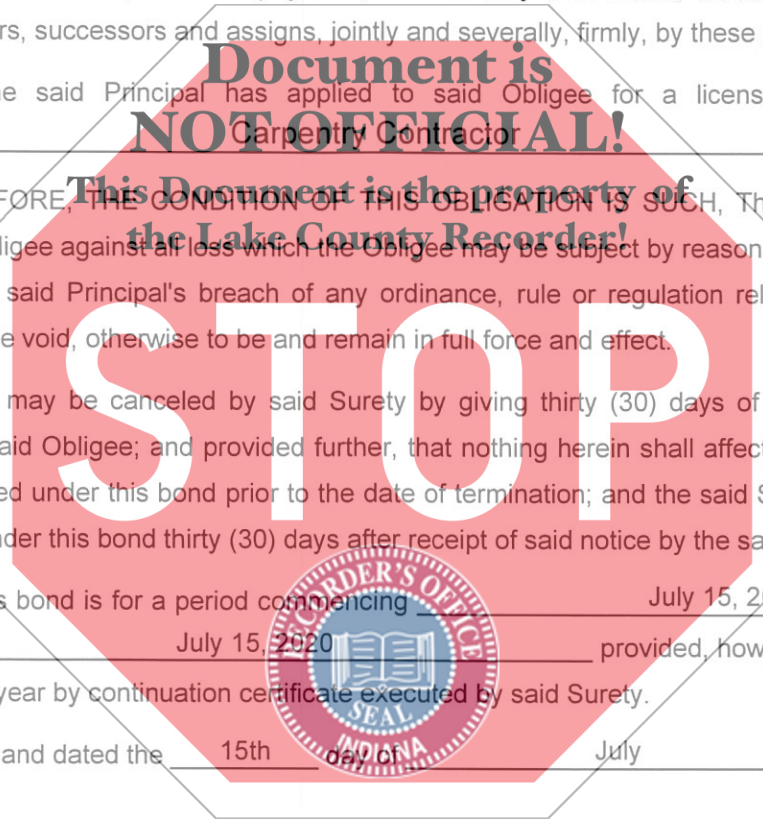 rs, successors and assigns, jointly and severally, firmly, by these
Document is
e said Principal has applied to said Obligee for a licens
NOT OFFICIAL!
Carpentry Contractor
This Document is the property of
FORE, THE CONDITION OF THIS OBLIGATION IS SUCH, Th
the Lake County Recorder!
ligee against all loss which the Obligee may be subject by reason
said Principal's breach of any ordinance, rule or regulation rel
e void, otherwise to be and remain in full force and effect.
STOP
may be canceled by said Surety by giving thirty (30) days of
aid Obligee; and provided further, that nothing herein shall affect
ed under this bond prior to the date of termination; and the said S
der this bond thirty (30) days after receipt of said notice by the sa
s bond is for a period commencing July 15, 2
July 15, 2020 provided, how
year by continuation certificate executed by said Surety.
and dated the 15th day of July
RECORDER'S OFFICE
SEAL
INDIANA